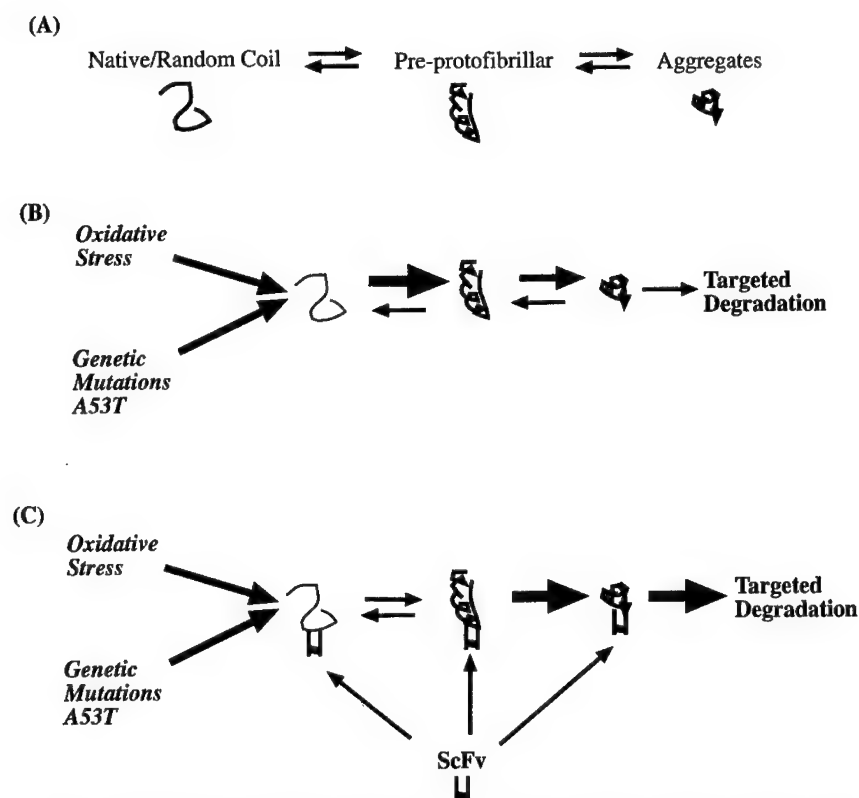 (A)
Native/Random Coil Pre-protofibrillar Aggregates
(B)
Oxidative
Stress
Targeted
Degradation
Genetic
Mutations
A53T
(C)
Oxidative
Stress
Targeted
Degradation
Genetic
Mutations
A53T
ScFv